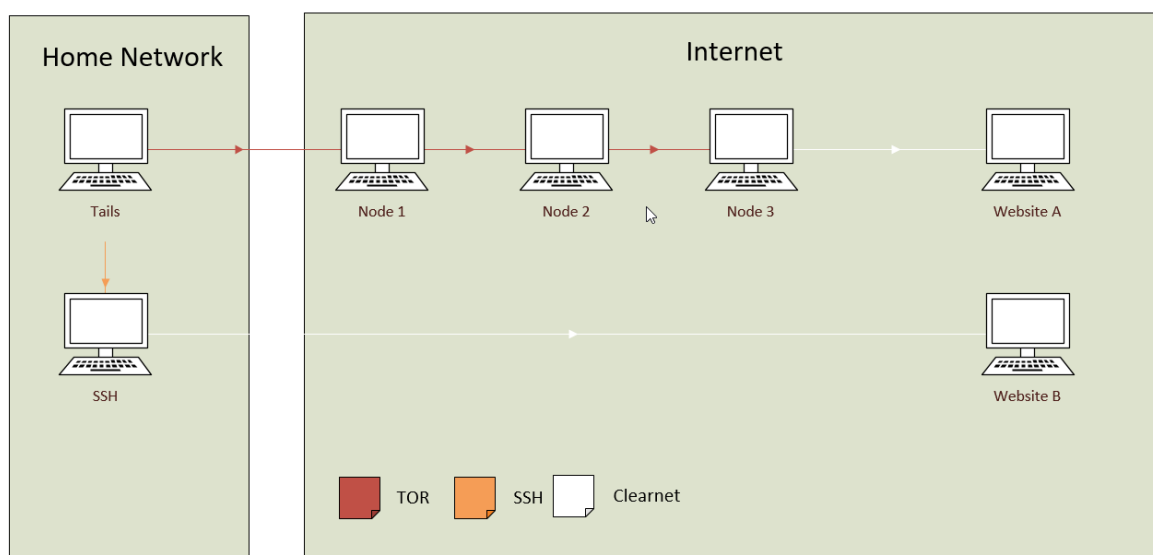 Home Network
Internet
Tails
Node 1
Node 2
Node 3
Website A
SSH
Website B
TOR
SSH
Clearnet